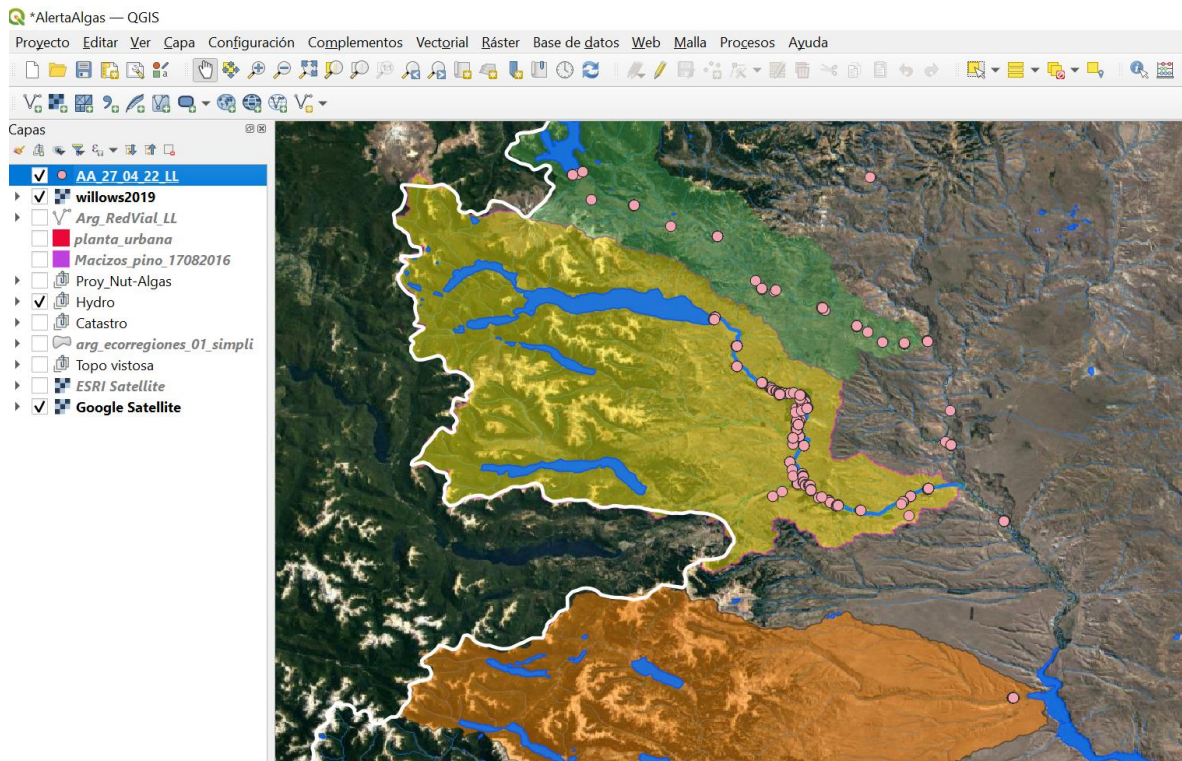 *AlertaAlgas — QGIS
Proyecto Editar Ver Capa Configuración Complementos Vectorial Ráster Base de datos Web Malla Procesos Ayuda
Capas
AA_27_04_22_LL
willows2019
Arg_RedVial_LL
planta_urbana
Macizos_pino_17082016
Proy_Nut-Algas
Hydro
Catastro
arg_ecorregiones_01_simpli
Topo vistosa
ESRI Satellite
Google Satellite